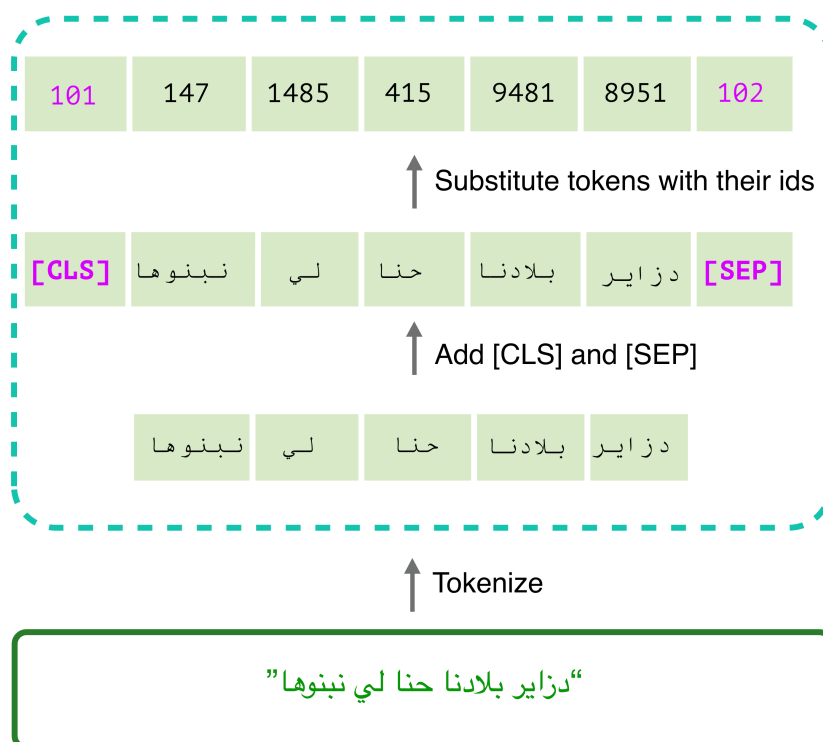 101 147 1485 415 9481 8951 102
Substitute tokens with their ids
[CLS] نبنوها لي حنا بلادنا دزاير [SEP]
Add [CLS] and [SEP]
دزاير بلادنا حنا لي نبنوها
Tokenize
“دزاير بلادنا حنا لي نبنوها”